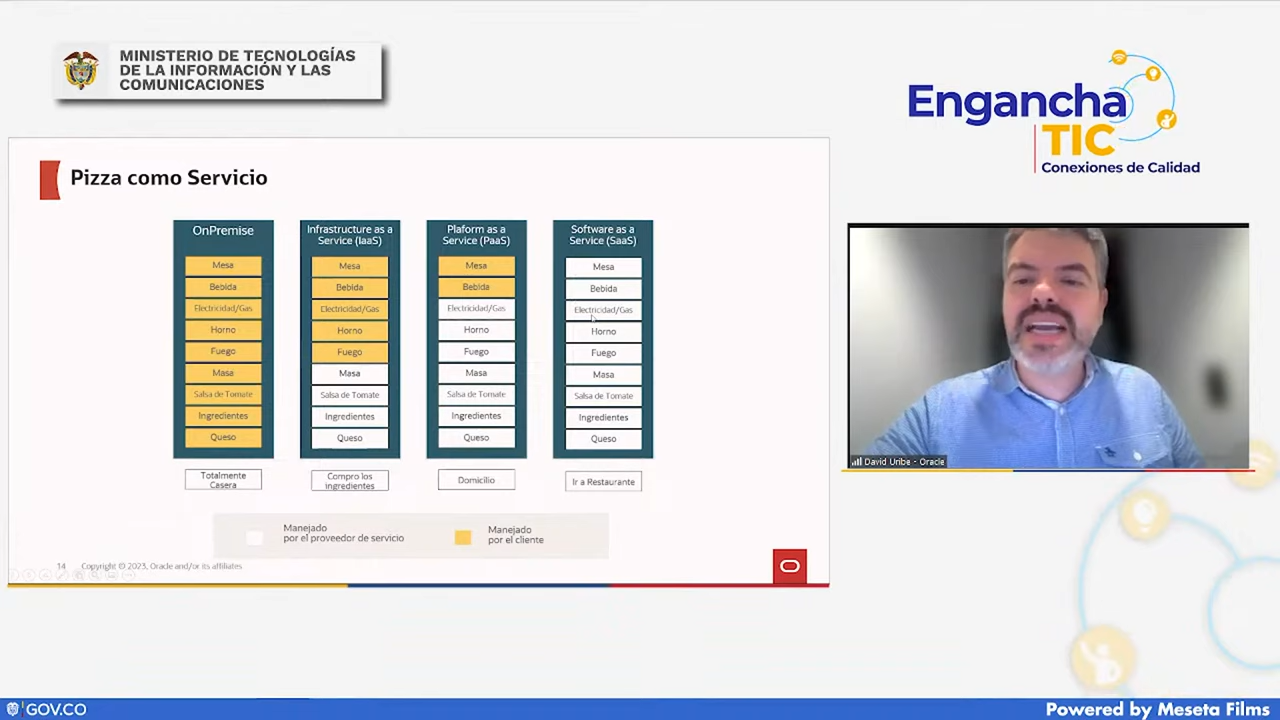 MINISTERIO DE TECNOLOGÍAS
DE LA INFORMACIÓN Y LAS
COMUNICACIONES
Engancha
TIC
Conexiones de Calidad
Pizza como Servicio
OnPremise
Mesa
Bebida
Electricidad/Gas
Horno
Fuego
Masa
Salsa de Tomate
Ingredientes
Queso
Totalmente
Casera
Infrastructure as a
Service (IaaS)
Mesa
Bebida
Electricidad/Gas
Horno
Fuego
Masa
Salsa de Tomate
Ingredientes
Queso
Compro los
ingredientes
Plaform as a
Service (PaaS)
Mesa
Bebida
Electricidad/Gas
Horno
Fuego
Masa
Salsa de Tomate
Ingredientes
Queso
Domicilio
Software as a
Service (SaaS)
Mesa
Bebida
Electricidad/Gas
Horno
Fuego
Masa
Salsa de Tomate
Ingredientes
Queso
Ir a Restaurante
Manejado
por el proveedor de servicio
Manejado
por el cliente
14 Copyright © 2023, Oracle and/or its affiliates
David Uribe - Oracle
GOV.CO
Powered by Meseta Films